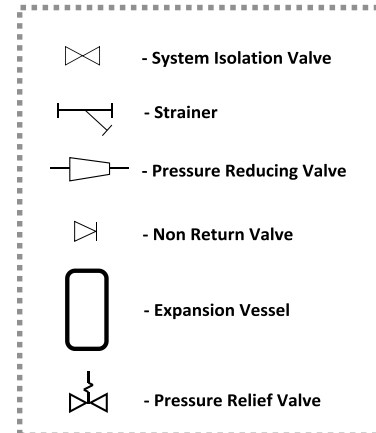 - System Isolation Valve
- Strainer
- Pressure Reducing Valve
- Non Return Valve
- Expansion Vessel
- Pressure Relief Valve